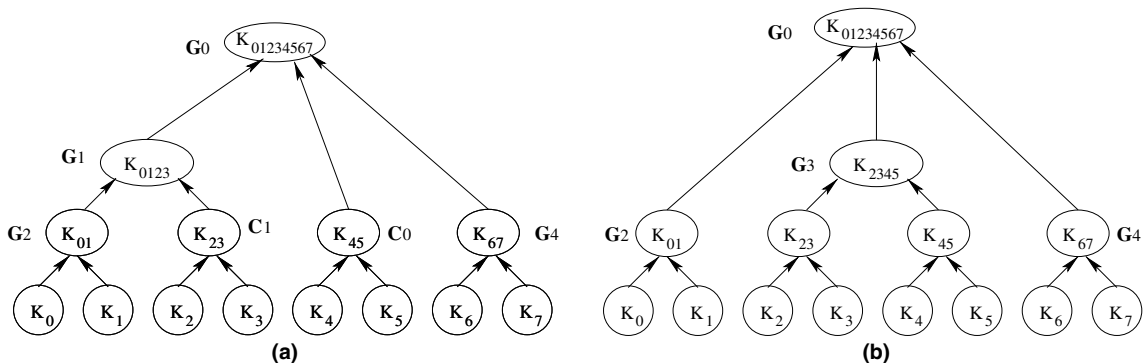 G0 K01234567
G1 K0123
G2 K01 K23 C1 K45 C0 K67 G4
K0 K1 K2 K3 K4 K5 K6 K7
(a)
G0 K01234567
G3 K2345
G2 K01 K23 K45 K67 G4
K0 K1 K2 K3 K4 K5 K6 K7
(b)